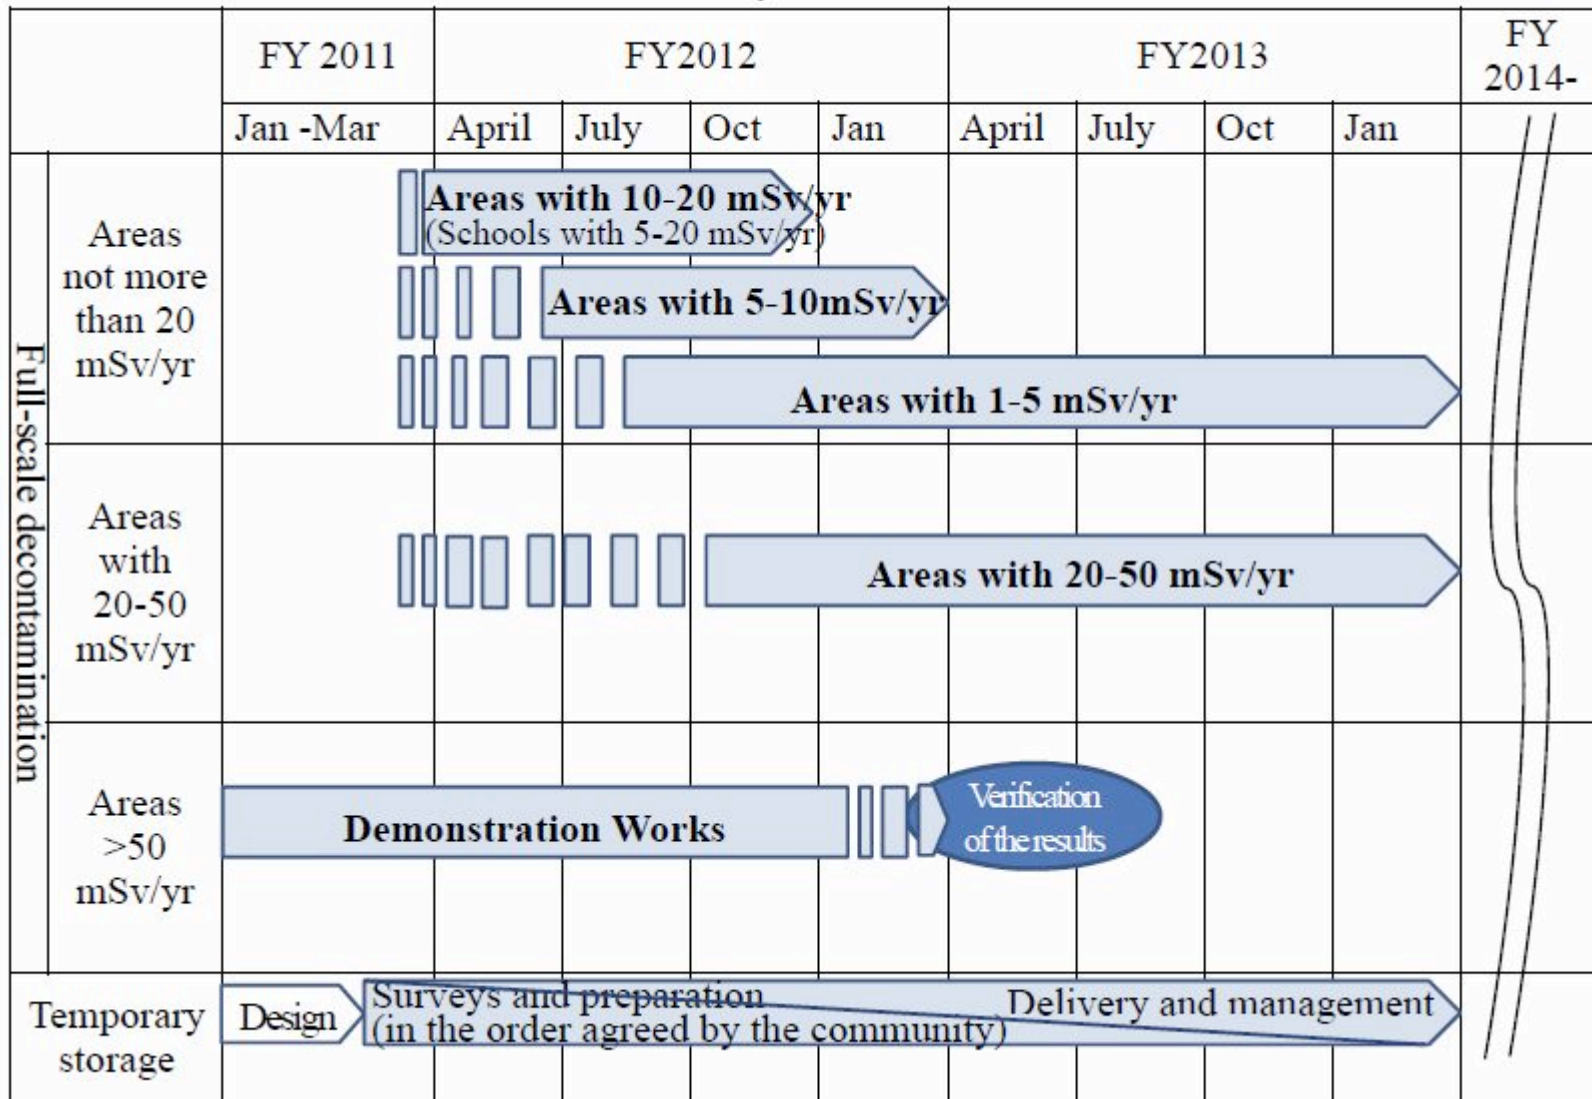 FY 2011
FY2012
FY2013
FY
2014-
Jan -Mar
April
July
Oct
Jan
April
July
Oct
Jan
Full-scale decontamination
Areas
not more
than 20
mSv/yr
Areas with 10-20 mSv/yr
(Schools with 5-20 mSv/yr)
Areas with 5-10mSv/yr
Areas with 1-5 mSv/yr
Areas
with
20-50
mSv/yr
Areas with 20-50 mSv/yr
Areas
>50
mSv/yr
Demonstration Works
Verification
of the results
Temporary
storage
Design
Surveys and preparation
(in the order agreed by the community)
Delivery and management